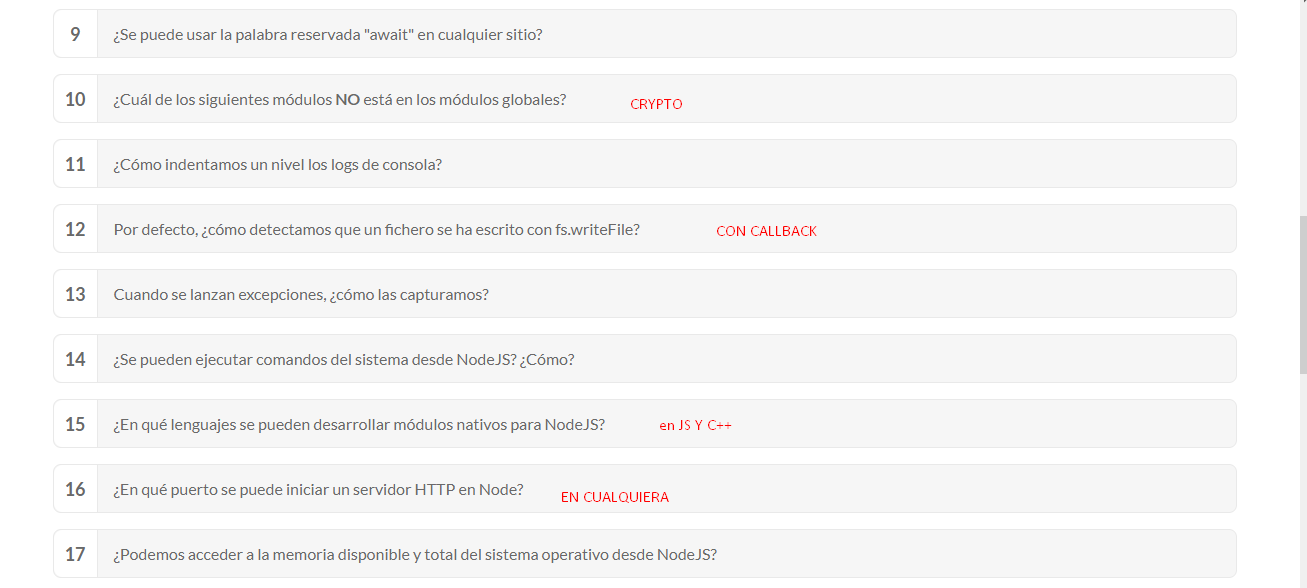 9 ¿Se puede usar la palabra reservada "await" en cualquier sitio?
10 ¿Cuál de los siguientes módulos NO está en los módulos globales? CRYPTO
11 ¿Cómo indentamos un nivel los logs de consola?
12 Por defecto, ¿cómo detectamos que un fichero se ha escrito con fs.writeFile? CON CALLBACK
13 Cuando se lanzan excepciones, ¿cómo las capturamos?
14 ¿Se pueden ejecutar comandos del sistema desde NodeJS? ¿Cómo?
15 ¿En qué lenguajes se pueden desarrollar módulos nativos para NodeJS? en JS Y C++
16 ¿En qué puerto se puede iniciar un servidor HTTP en Node? EN CUALQUIERA
17 ¿Podemos acceder a la memoria disponible y total del sistema operativo desde NodeJS?